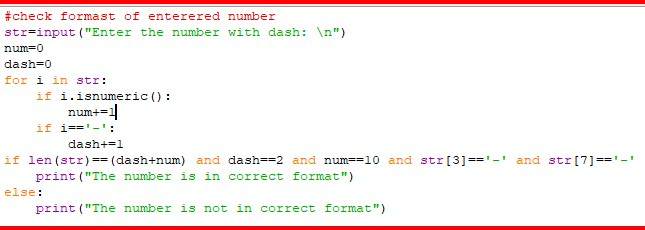 #check formast of enterered number
str=input("Enter the number with dash: \n")
num=0
dash=0
for i in str:
    if i.isnumeric():
        num+=1
    if i=='-':
        dash+=1
if len(str)==(dash+num) and dash==2 and num==10 and str[3]=='-' and str[7]=='-'
    print("The number is in correct format")
else:
    print("The number is not in correct format")